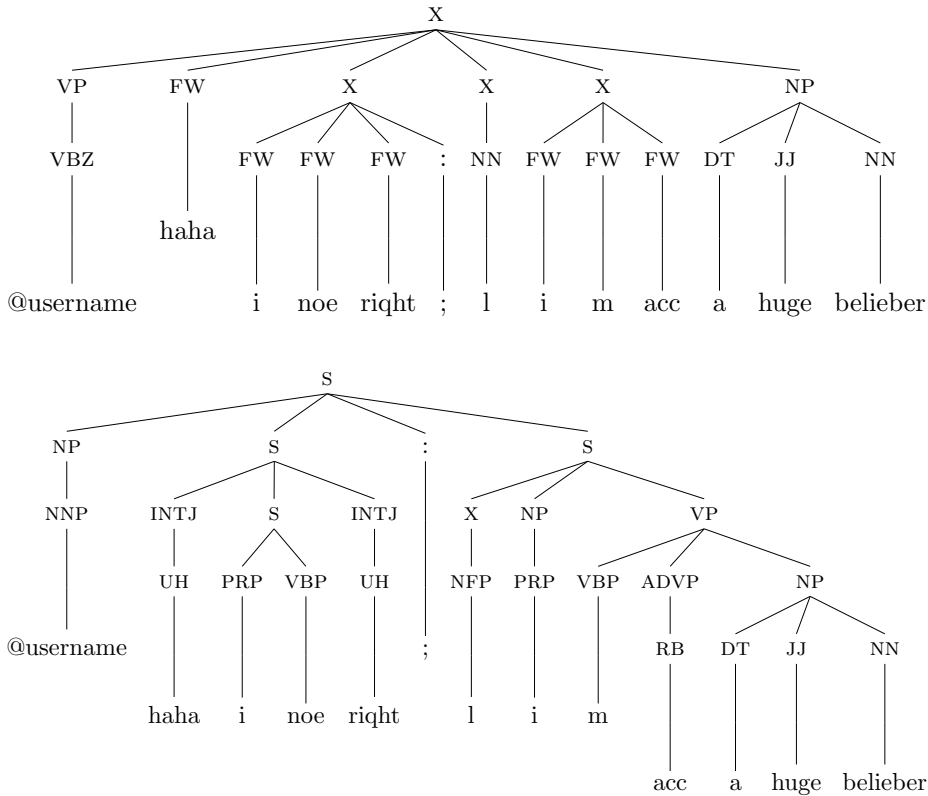 X
VP FW X X X NP
VBZ FW FW FW : NN FW FW FW DT JJ NN
haha
@username i noe riqht ; l i m acc a huge belieber
S
NP S : S
NNP INTJ S INTJ X NP VP
UH PRP VBP UH NFP PRP VBP ADVP NP
@username ; RB DT JJ NN
haha i noe riqht l i m
acc a huge belieber